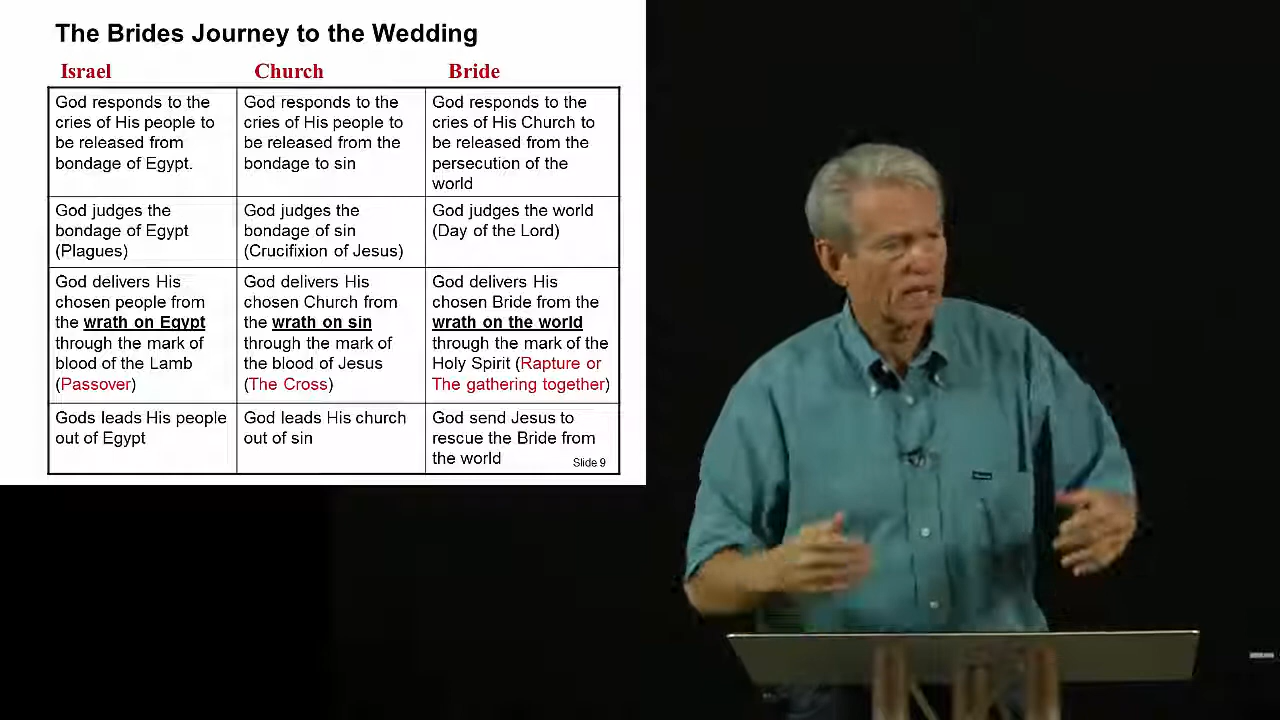 The Brides Journey to the Wedding
Israel
Church
Bride
God responds to the
cries of His people to
be released from
bondage of Egypt.
God responds to the
cries of His people to
be released from the
bondage to sin
God responds to the
cries of His Church to
be released from the
persecution of the
world
God judges the
bondage of Egypt
(Plagues)
God judges the
bondage of sin
(Crucifixion of Jesus)
God judges the world
(Day of the Lord)
God delivers His
chosen people from
the wrath on Egypt
through the mark of
blood of the Lamb
(Passover)
God delivers His
chosen Church from
the wrath on sin
through the mark of
the blood of Jesus
(The Cross)
God delivers His
chosen Bride from the
wrath on the world
through the mark of the
Holy Spirit (Rapture or
The gathering together)
Gods leads His people
out of Egypt
God leads His church
out of sin
God send Jesus to
rescue the Bride from
the world
Slide 9